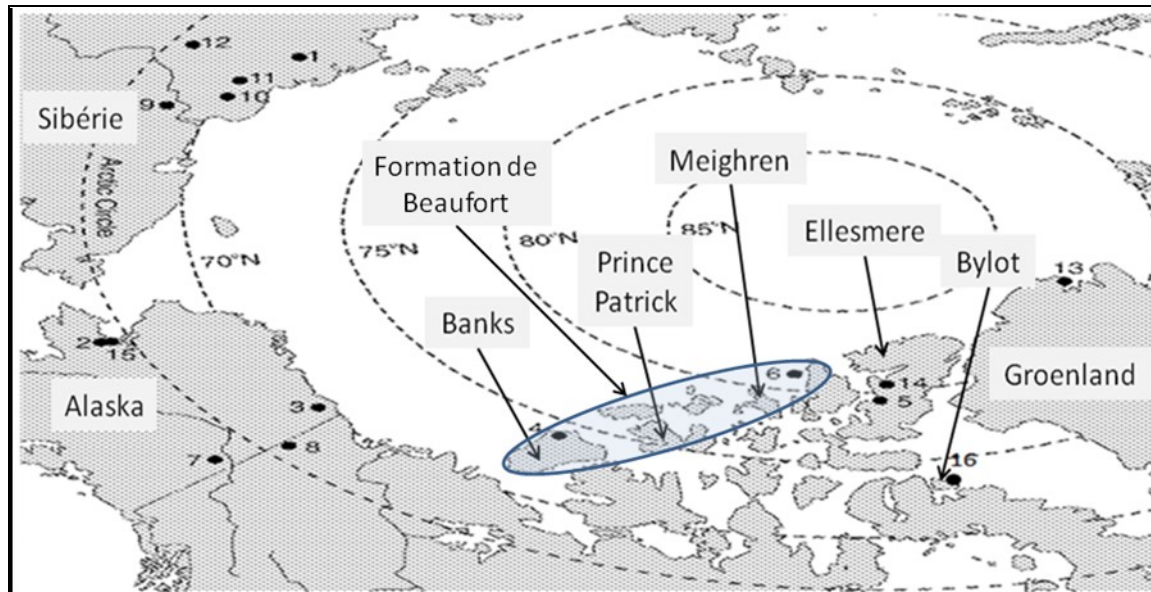 12
1
11
10
9
Sibérie
Arctic Circle
Formation de
Beaufort
Meighren
85°N
80°N
75°N
70°N
Ellesmere
Bylot
13
Prince
Patrick
Banks
2
15
Alaska
3
8
7
6
4
14
5
Groenland
16